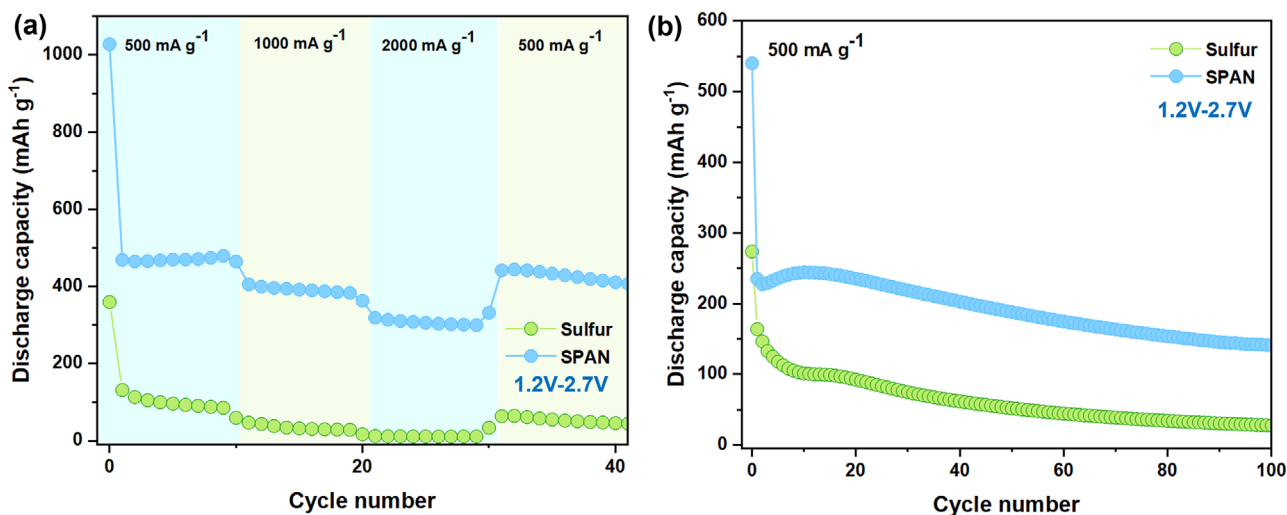 (a)
500 mA g⁻¹
1000 mA g⁻¹
2000 mA g⁻¹
500 mA g⁻¹
Discharge capacity (mAh g⁻¹)
1000
800
600
400
200
0
Sulfur
SPAN
1.2V-2.7V
0
20
40
Cycle number
(b)
500 mA g⁻¹
Discharge capacity (mAh g⁻¹)
600
500
400
300
200
100
0
Sulfur
SPAN
1.2V-2.7V
0
20
40
60
80
100
Cycle number